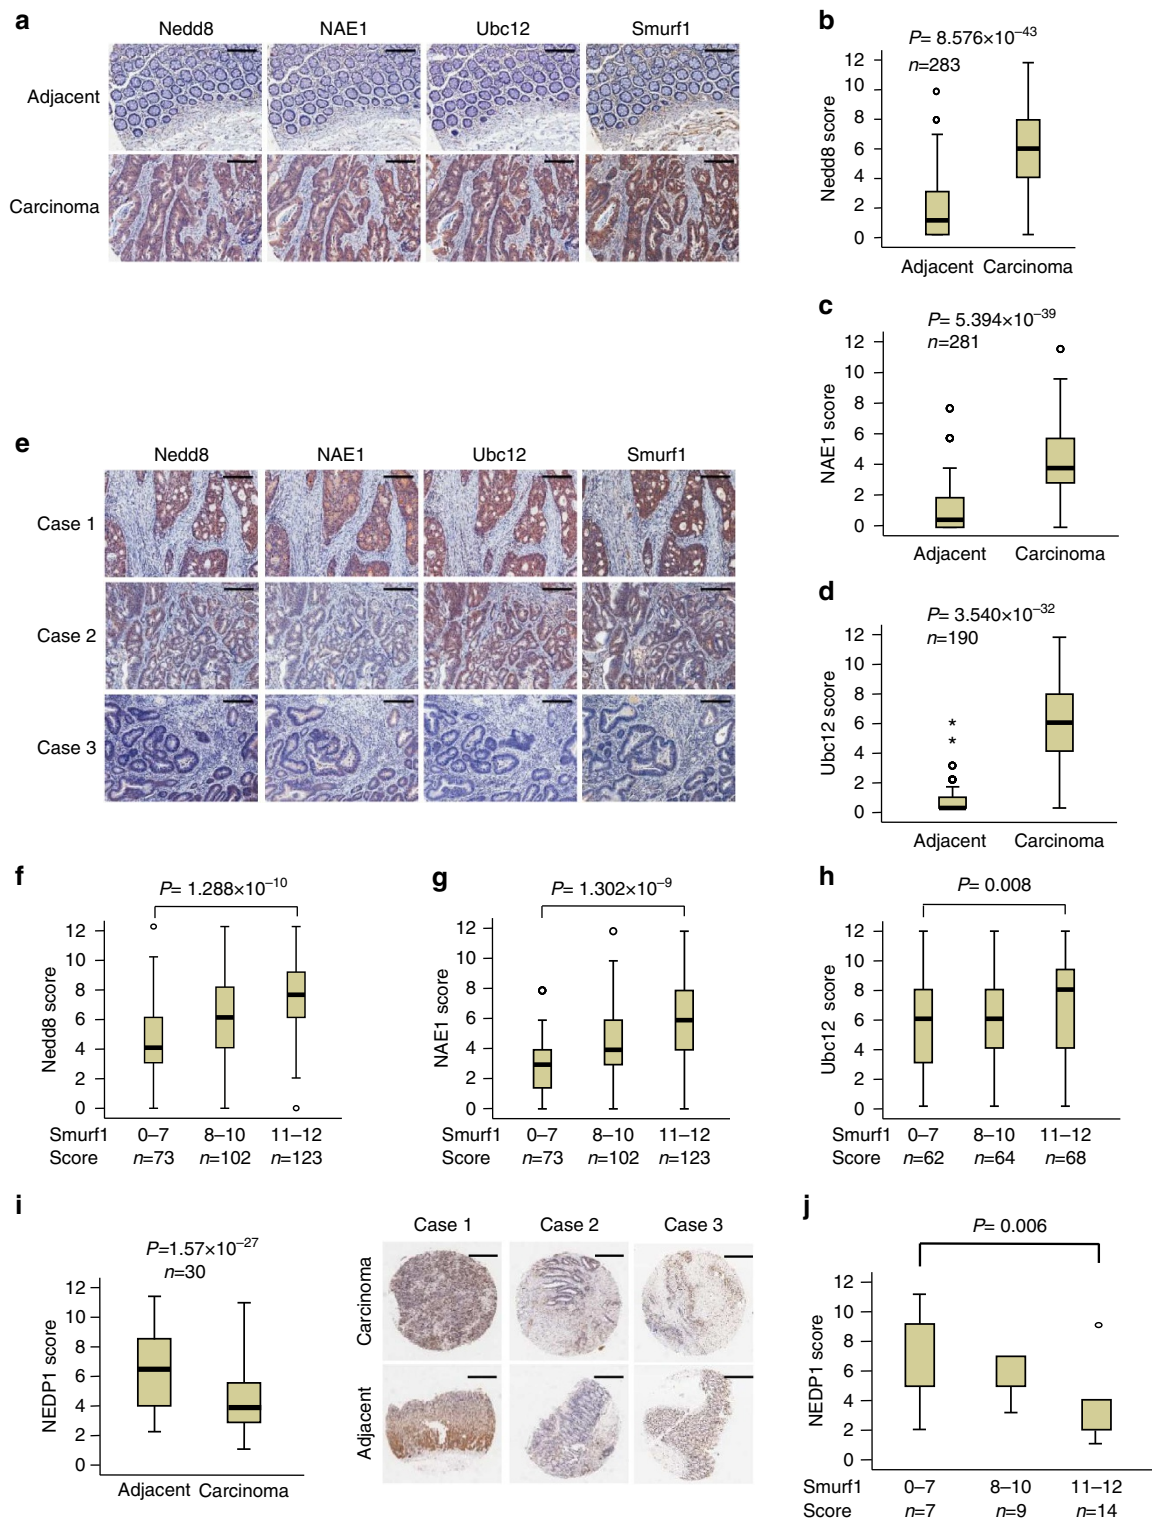 a
Nedd8 NAE1 Ubc12 Smurf1
Adjacent
Carcinoma
b
P= 8.576×10⁻⁴³
n=283
Nedd8 score
12
10
8
6
4
2
0
Adjacent Carcinoma
c
P= 5.394×10⁻³⁹
n=281
NAE1 score
12
10
8
6
4
2
0
Adjacent Carcinoma
d
P= 3.540×10⁻³²
n=190
Ubc12 score
12
10
8
6
4
2
0
Adjacent Carcinoma
e
Nedd8 NAE1 Ubc12 Smurf1
Case 1
Case 2
Case 3
f
P= 1.288×10⁻¹⁰
Nedd8 score
12
10
8
6
4
2
0
Smurf1 0–7 8–10 11–12
Score n=73 n=102 n=123
g
P= 1.302×10⁻⁹
NAE1 score
12
10
8
6
4
2
0
Smurf1 0–7 8–10 11–12
Score n=73 n=102 n=123
h
P= 0.008
Ubc12 score
12
10
8
6
4
2
0
Smurf1 0–7 8–10 11–12
Score n=62 n=64 n=68
i
P=1.57×10⁻²⁷
n=30
NEDP1 score
12
10
8
6
4
2
0
Adjacent Carcinoma
Case 1 Case 2 Case 3
Carcinoma
Adjacent
j
P= 0.006
NEDP1 score
12
10
8
6
4
2
0
Smurf1 0–7 8–10 11–12
Score n=7 n=9 n=14